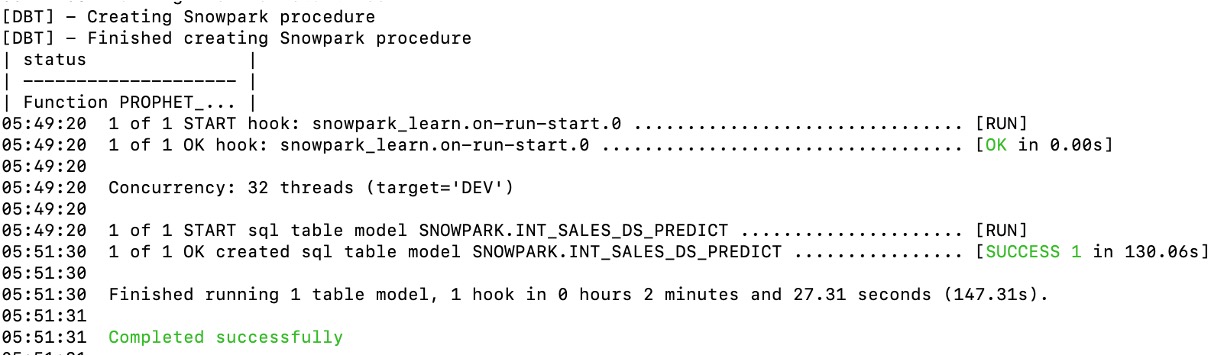 [DBT] - Creating Snowpark procedure
[DBT] - Finished creating Snowpark procedure
| status               |
| -------------------- |
| Function PROPHET_... |
05:49:20  1 of 1 START hook: snowpark_learn.on-run-start.0 ............................... [RUN]
05:49:20  1 of 1 OK hook: snowpark_learn.on-run-start.0 .................................. [OK in 0.00s]
05:49:20
05:49:20  Concurrency: 32 threads (target='DEV')
05:49:20
05:49:20  1 of 1 START sql table model SNOWPARK.INT_SALES_DS_PREDICT ..................... [RUN]
05:51:30  1 of 1 OK created sql table model SNOWPARK.INT_SALES_DS_PREDICT ................ [SUCCESS 1 in 130.06s]
05:51:30
05:51:30  Finished running 1 table model, 1 hook in 0 hours 2 minutes and 27.31 seconds (147.31s).
05:51:31
05:51:31  Completed successfully